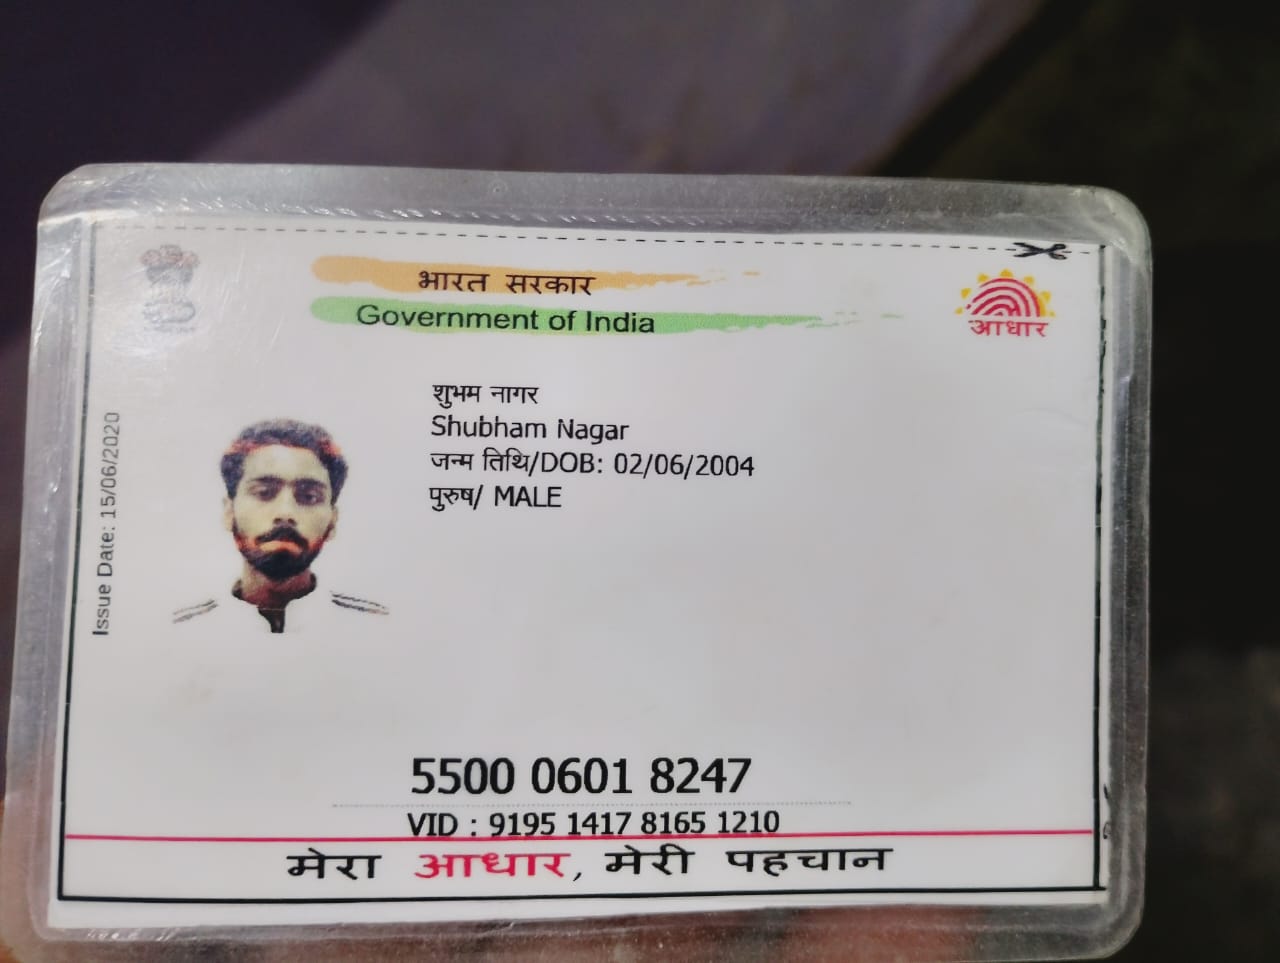 भारत सरकार
Government of India
आधार
शुभम नागर
Shubham Nagar
जन्म तिथि/DOB: 02/06/2004
पुरुष/ MALE
Issue Date: 15/06/2020
5500 0601 8247
VID : 9195 1417 8165 1210
मेरा आधार, मेरी पहचान